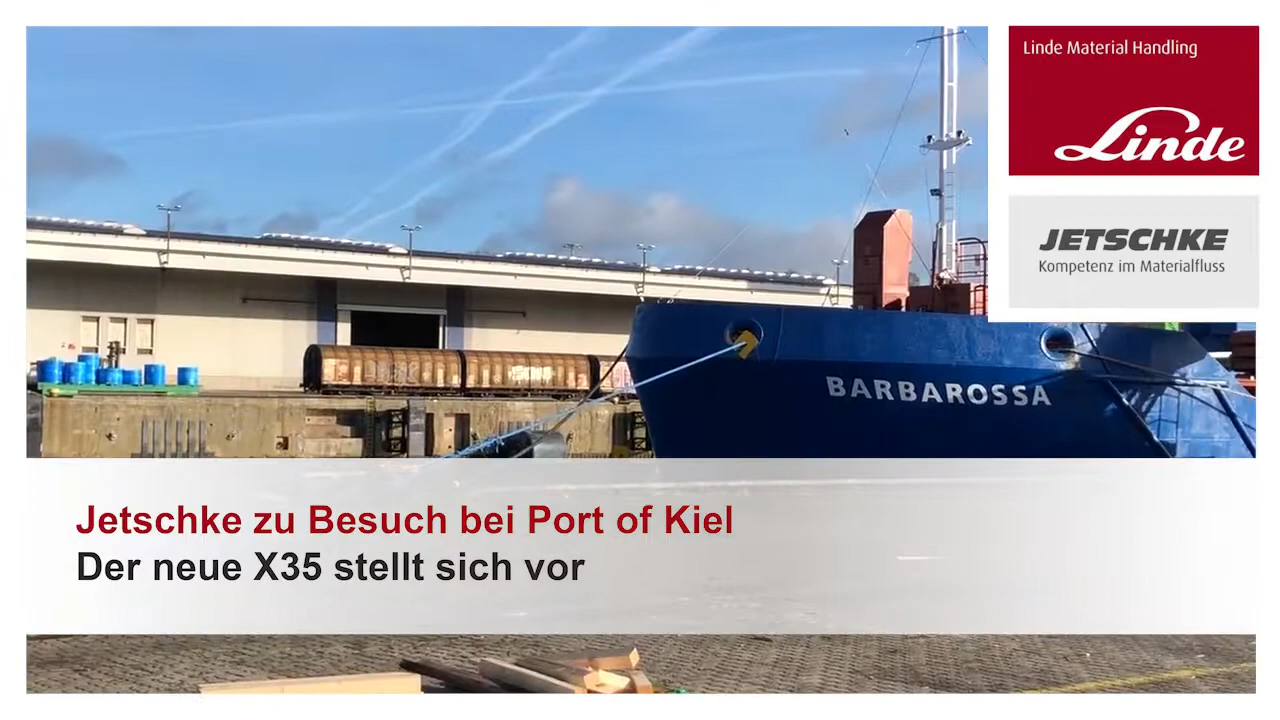 Linde Material Handling
Linde
JETSCHKE
Kompetenz im Materialfluss
BARBAROSSA
Jetschke zu Besuch bei Port of Kiel
Der neue X35 stellt sich vor